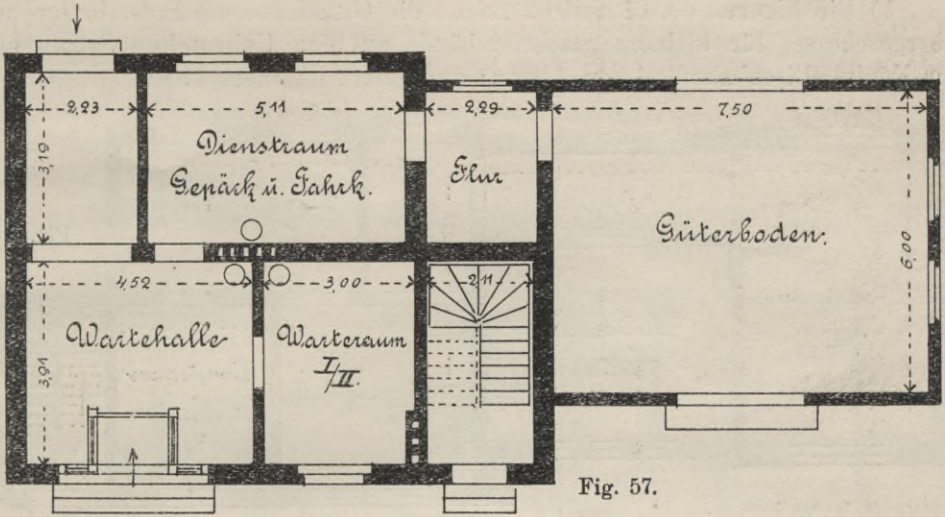 2,23
5,11
2,29
7,50
3,19
Dienstraum
Gepäck u. Fahrk.
Flur
Güterboden.
6,00
4,52
3,00
2,11
Wartehalle
Warteraum
I/II.
3,91
Fig. 57.